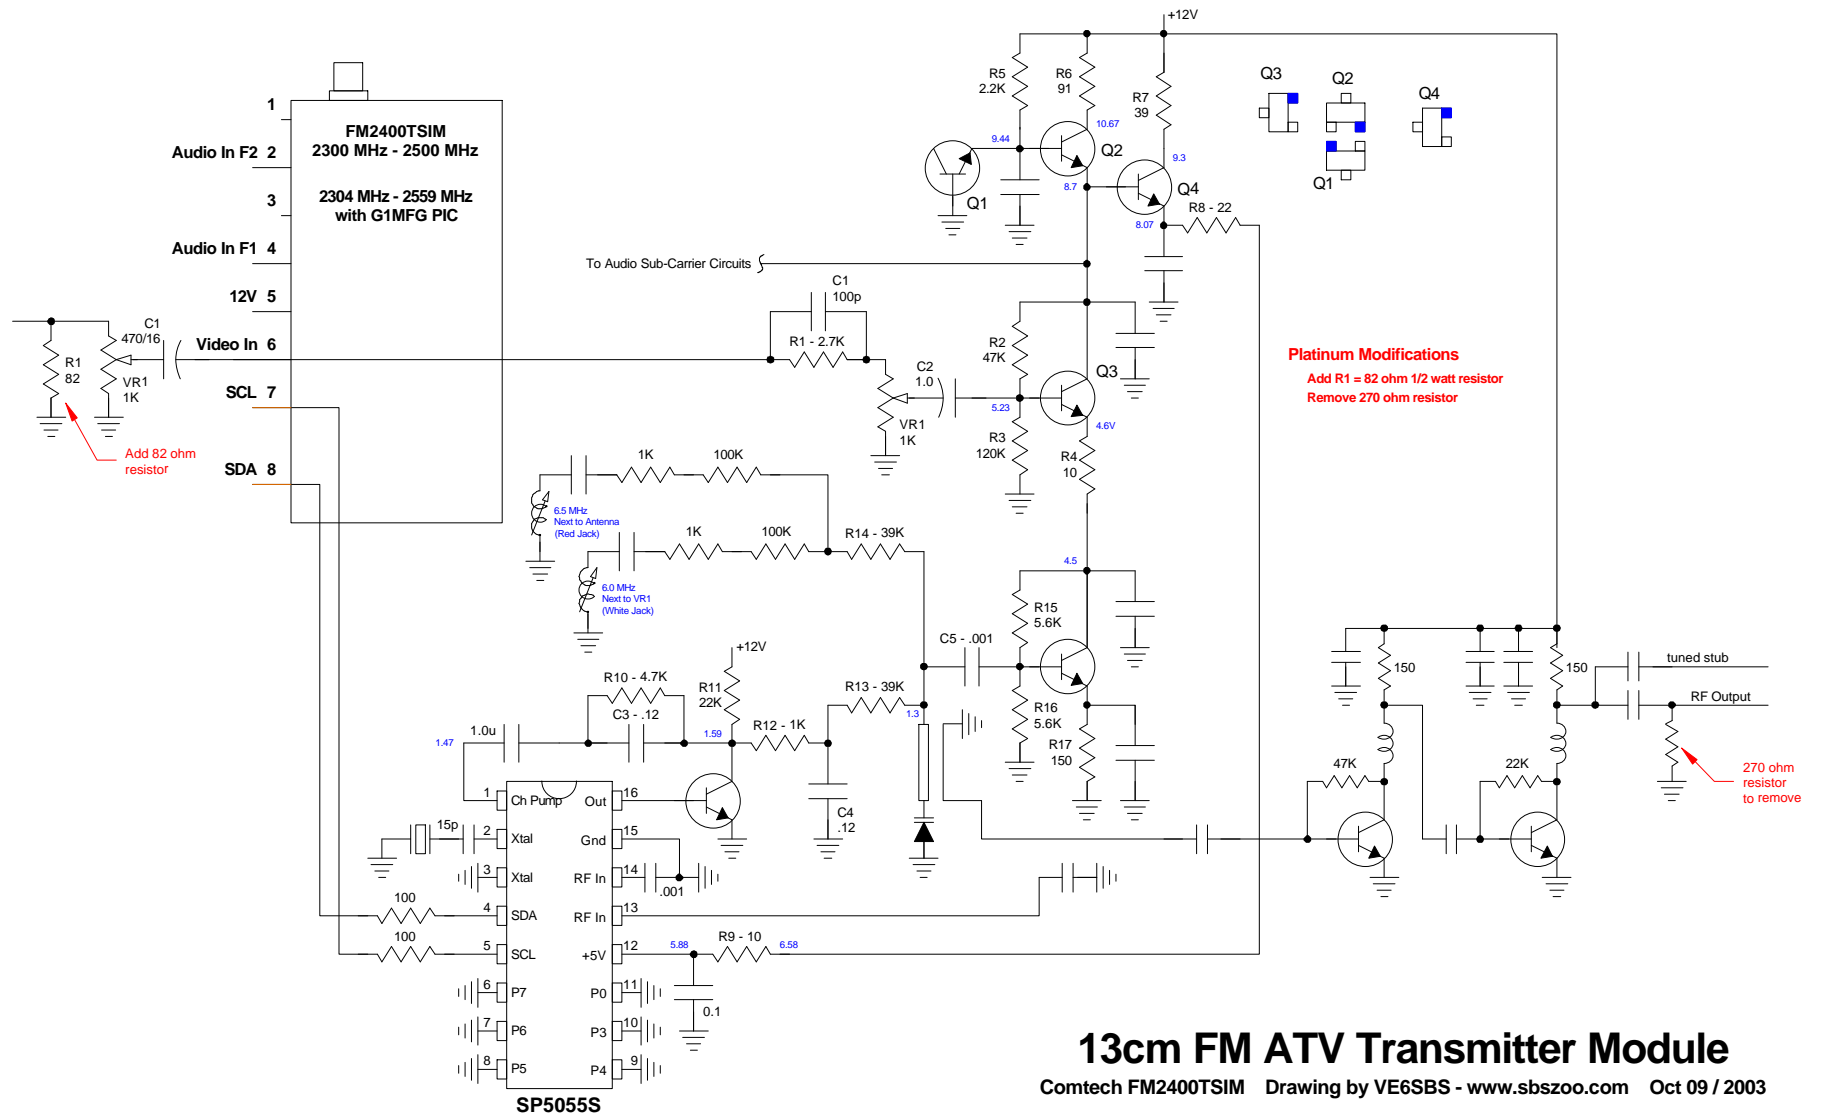 +12V
R5
2.2K
R6
91
R7
39
Q3
Q2
Q4
Q1
1
FM2400TSIM
2300 MHz - 2500 MHz
Audio In F2 2
3
2304 MHz - 2559 MHz
with G1MFG PIC
Audio In F1 4
12V 5
Video In 6
SCL 7
SDA 8
9.44
10.67
Q2
9.3
Q1
8.7
Q4
R8 - 22
8.07
To Audio Sub-Carrier Circuits
C1
100p
C1
470/16
R1
82
VR1
1K
R1 - 2.7K
R2
47K
C2
1.0
Q3
5.23
VR1
1K
4.6V
R3
120K
R4
10
Platinum Modifications
Add R1 = 82 ohm 1/2 watt resistor
Remove 270 ohm resistor
Add 82 ohm
resistor
1K
100K
6.5 MHz
Next to Antenna
(Red Jack)
1K
100K
R14 - 39K
6.0 MHz
Next to VR1
(White Jack)
4.5
R15
5.6K
C5 - .001
+12V
R10 - 4.7K
R11
22K
R13 - 39K
C3 - .12
R12 - 1K
1.3
R16
5.6K
R17
150
1.0u
1.47
1.59
C4
.12
150
150
tuned stub
RF Output
47K
22K
270 ohm
resistor
to remove
1
Ch Pump
Out
16
15p
2
Xtal
Gnd
15
3
Xtal
RF In
14
.001
100
4
SDA
RF In
13
100
5
SCL
+5V
12
5.88
R9 - 10
6.58
6
P7
P0
11
0.1
7
P6
P3
10
8
P5
P4
9
SP5055S
13cm FM ATV Transmitter Module
Comtech FM2400TSIM Drawing by VE6SBS - www.sbszoo.com Oct 09 / 2003